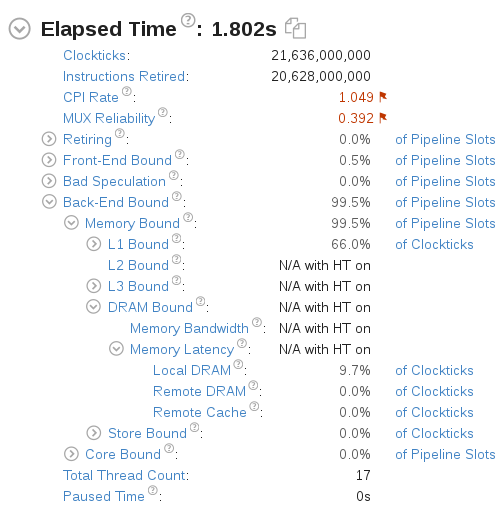 Elapsed Time ?: 1.802s
Clockticks: 21,636,000,000
Instructions Retired: 20,628,000,000
CPI Rate ?: 1.049
MUX Reliability ?: 0.392
Retiring ?: 0.0% of Pipeline Slots
Front-End Bound ?: 0.5% of Pipeline Slots
Bad Speculation ?: 0.0% of Pipeline Slots
Back-End Bound ?: 99.5% of Pipeline Slots
Memory Bound ?: 99.5% of Pipeline Slots
L1 Bound ?: 66.0% of Clockticks
L2 Bound ?: N/A with HT on
L3 Bound ?: N/A with HT on
DRAM Bound ?: N/A with HT on
Memory Bandwidth ?: N/A with HT on
Memory Latency ?: N/A with HT on
Local DRAM ?: 9.7% of Clockticks
Remote DRAM ?: 0.0% of Clockticks
Remote Cache ?: 0.0% of Clockticks
Store Bound ?: 0.0% of Clockticks
Core Bound ?: 0.0% of Pipeline Slots
Total Thread Count: 17
Paused Time ?: 0s